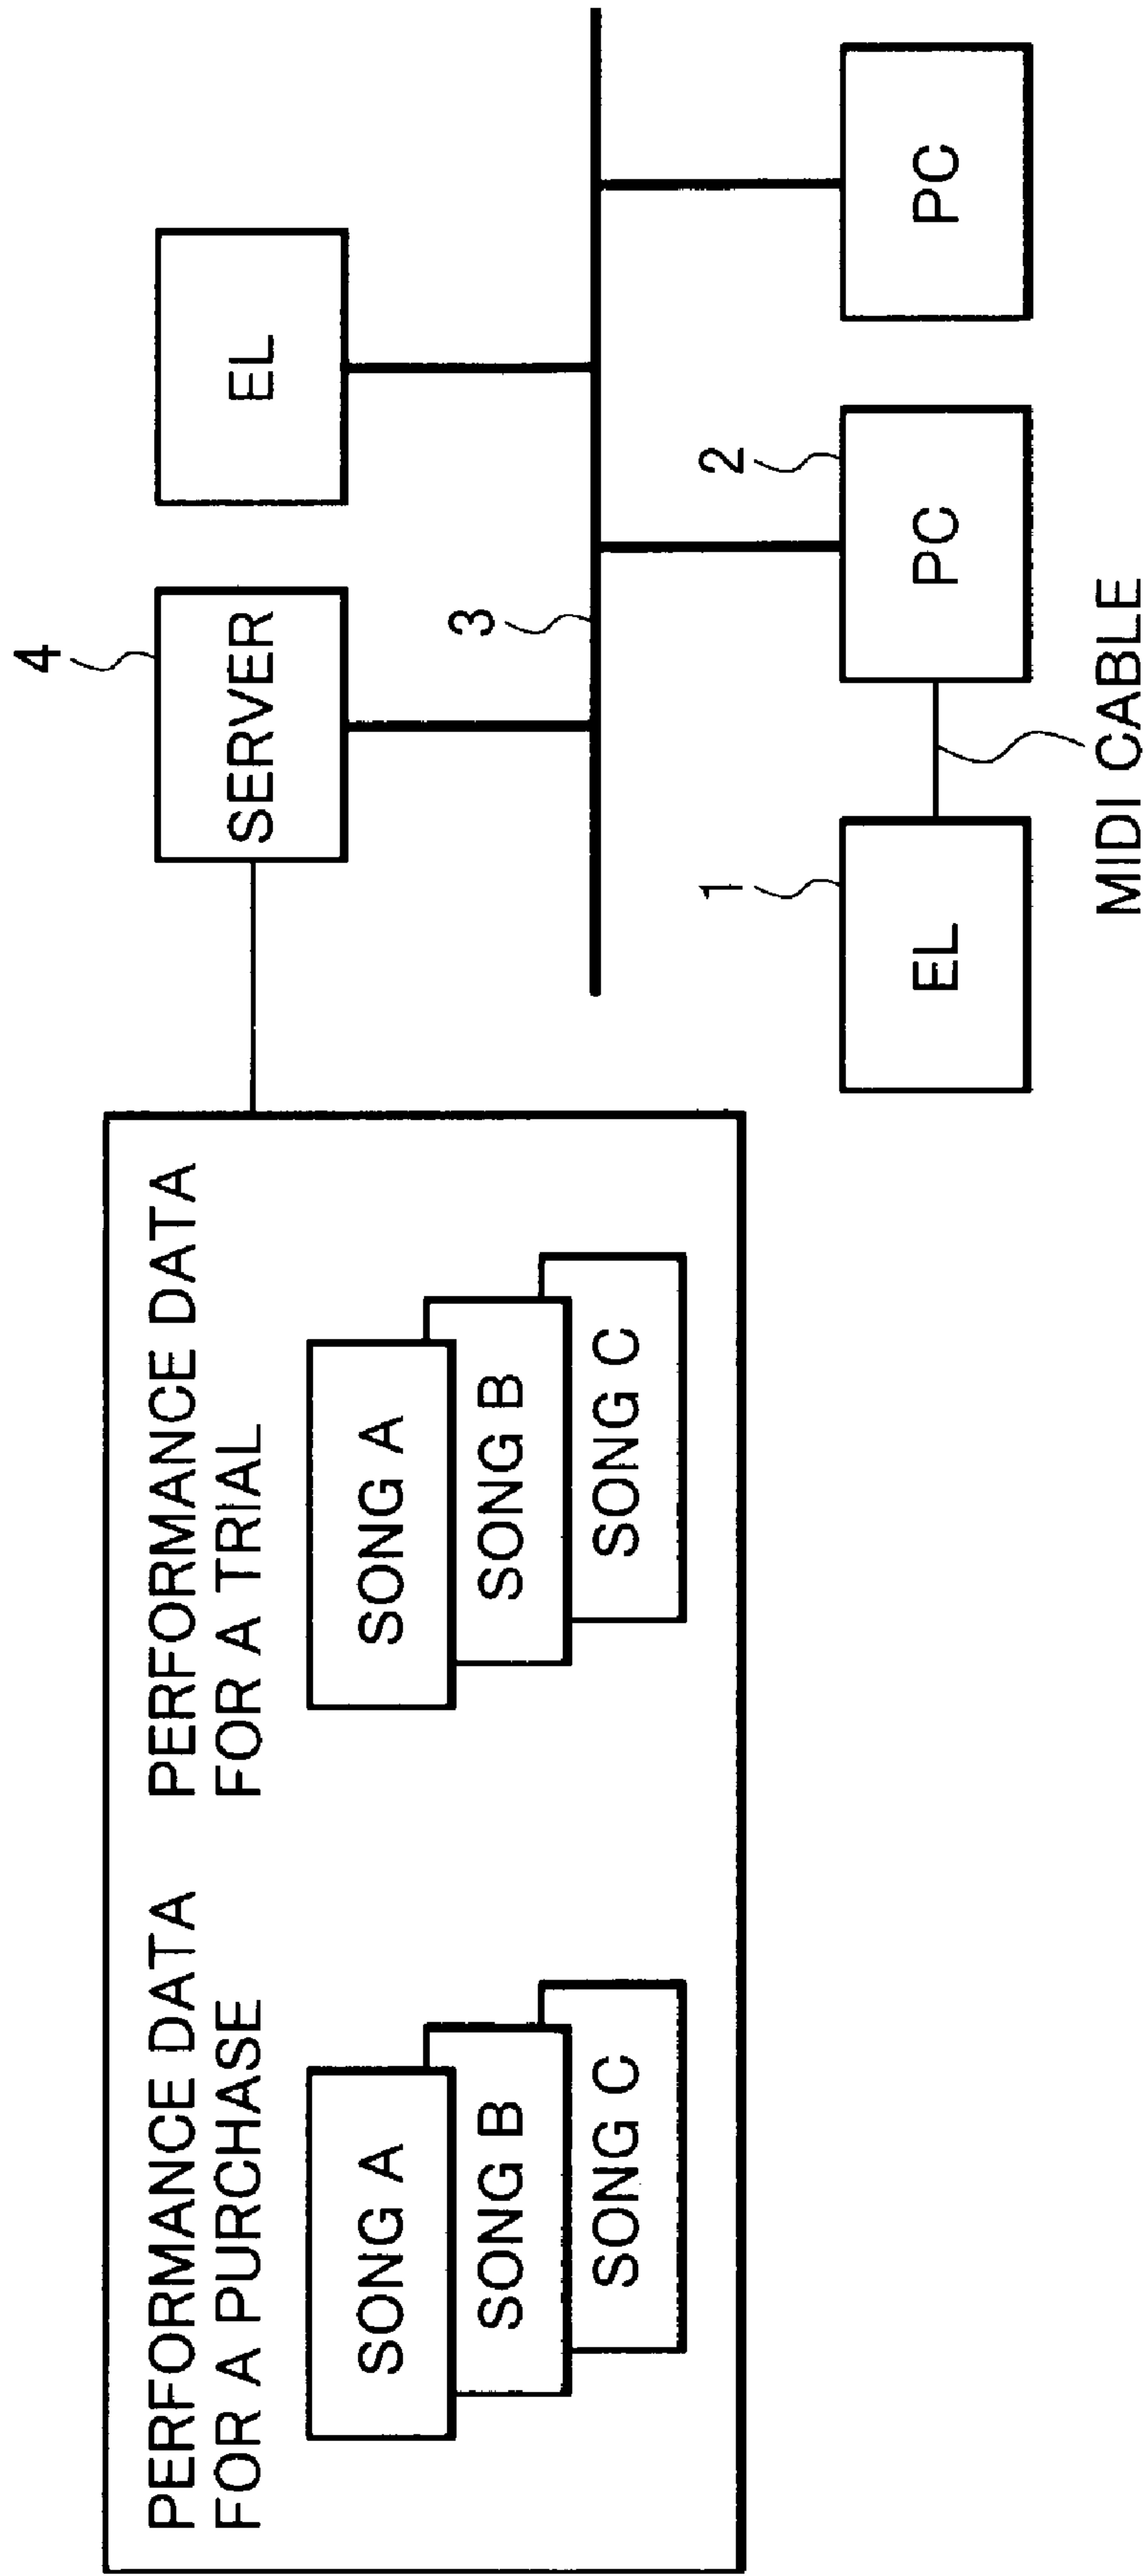 PERFORMANCE DATA
FOR A PURCHASE
SONG A
SONG B
SONG C
PERFORMANCE DATA
FOR A TRIAL
SONG A
SONG B
SONG C
4
SERVER
EL
3
1
EL
2
PC
PC
MIDI CABLE